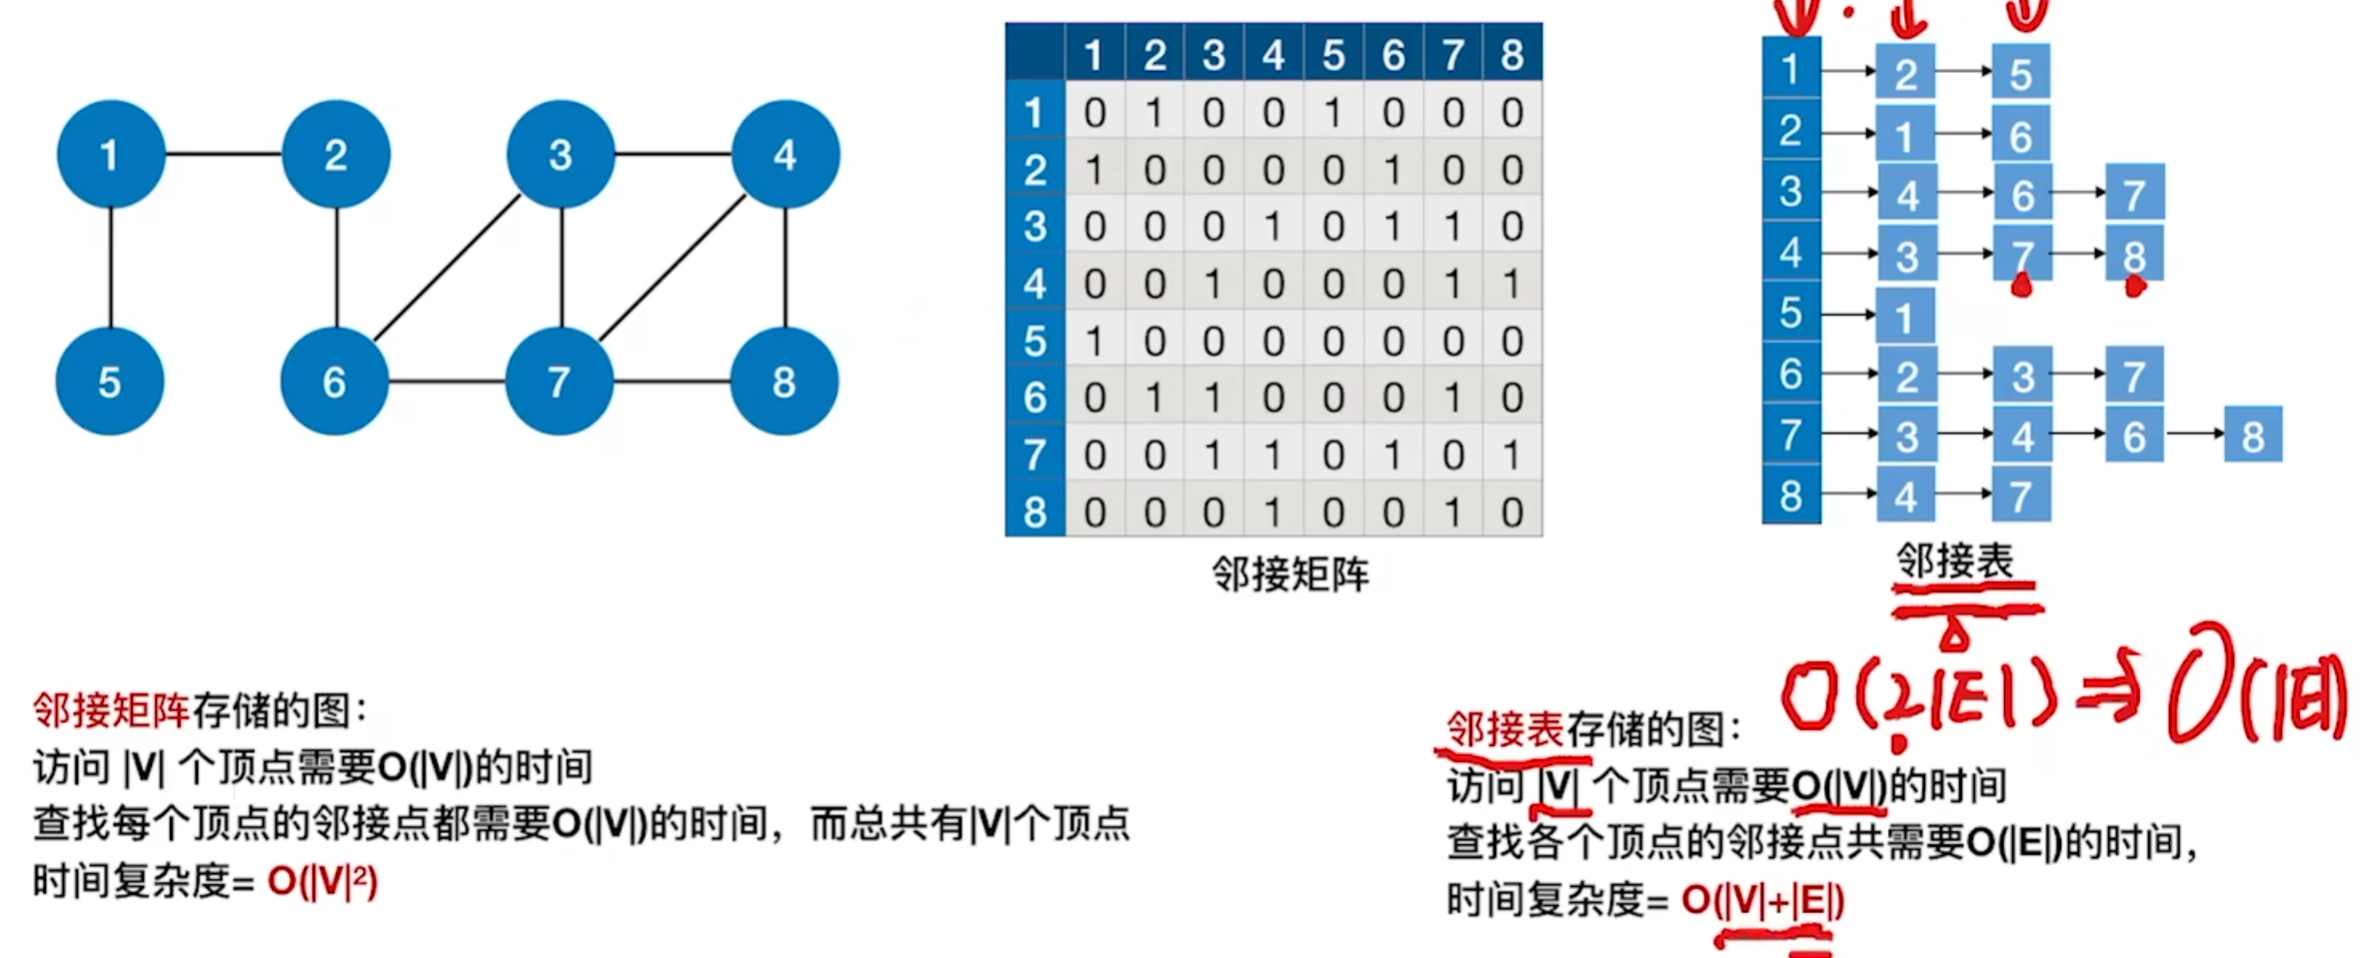 1 2 3 4
5 6 7 8
1 2 3 4 5 6 7 8
1 0 1 0 0 1 0 0 0
2 1 0 0 0 0 1 0 0
3 0 0 0 1 0 1 1 0
4 0 0 1 0 0 0 1 1
5 1 0 0 0 0 0 0 0
6 0 1 1 0 0 0 1 0
7 0 0 1 1 0 1 0 1
8 0 0 0 1 0 0 1 0
邻接矩阵
1 2 5
2 1 6
3 4 6 7
4 3 7 8
5 1
6 2 3 7
7 3 4 6 8
8 4 7
邻接表
O(2|E|) ⇒ O(|E|)
邻接矩阵存储的图：
访问 |V| 个顶点需要O(|V|)的时间
查找每个顶点的邻接点都需要O(|V|)的时间，而总共有|V|个顶点
时间复杂度= O(|V|²)
邻接表存储的图：
访问 |V| 个顶点需要O(|V|)的时间
查找各个顶点的邻接点共需要O(|E|)的时间，
时间复杂度= O(|V|+|E|)